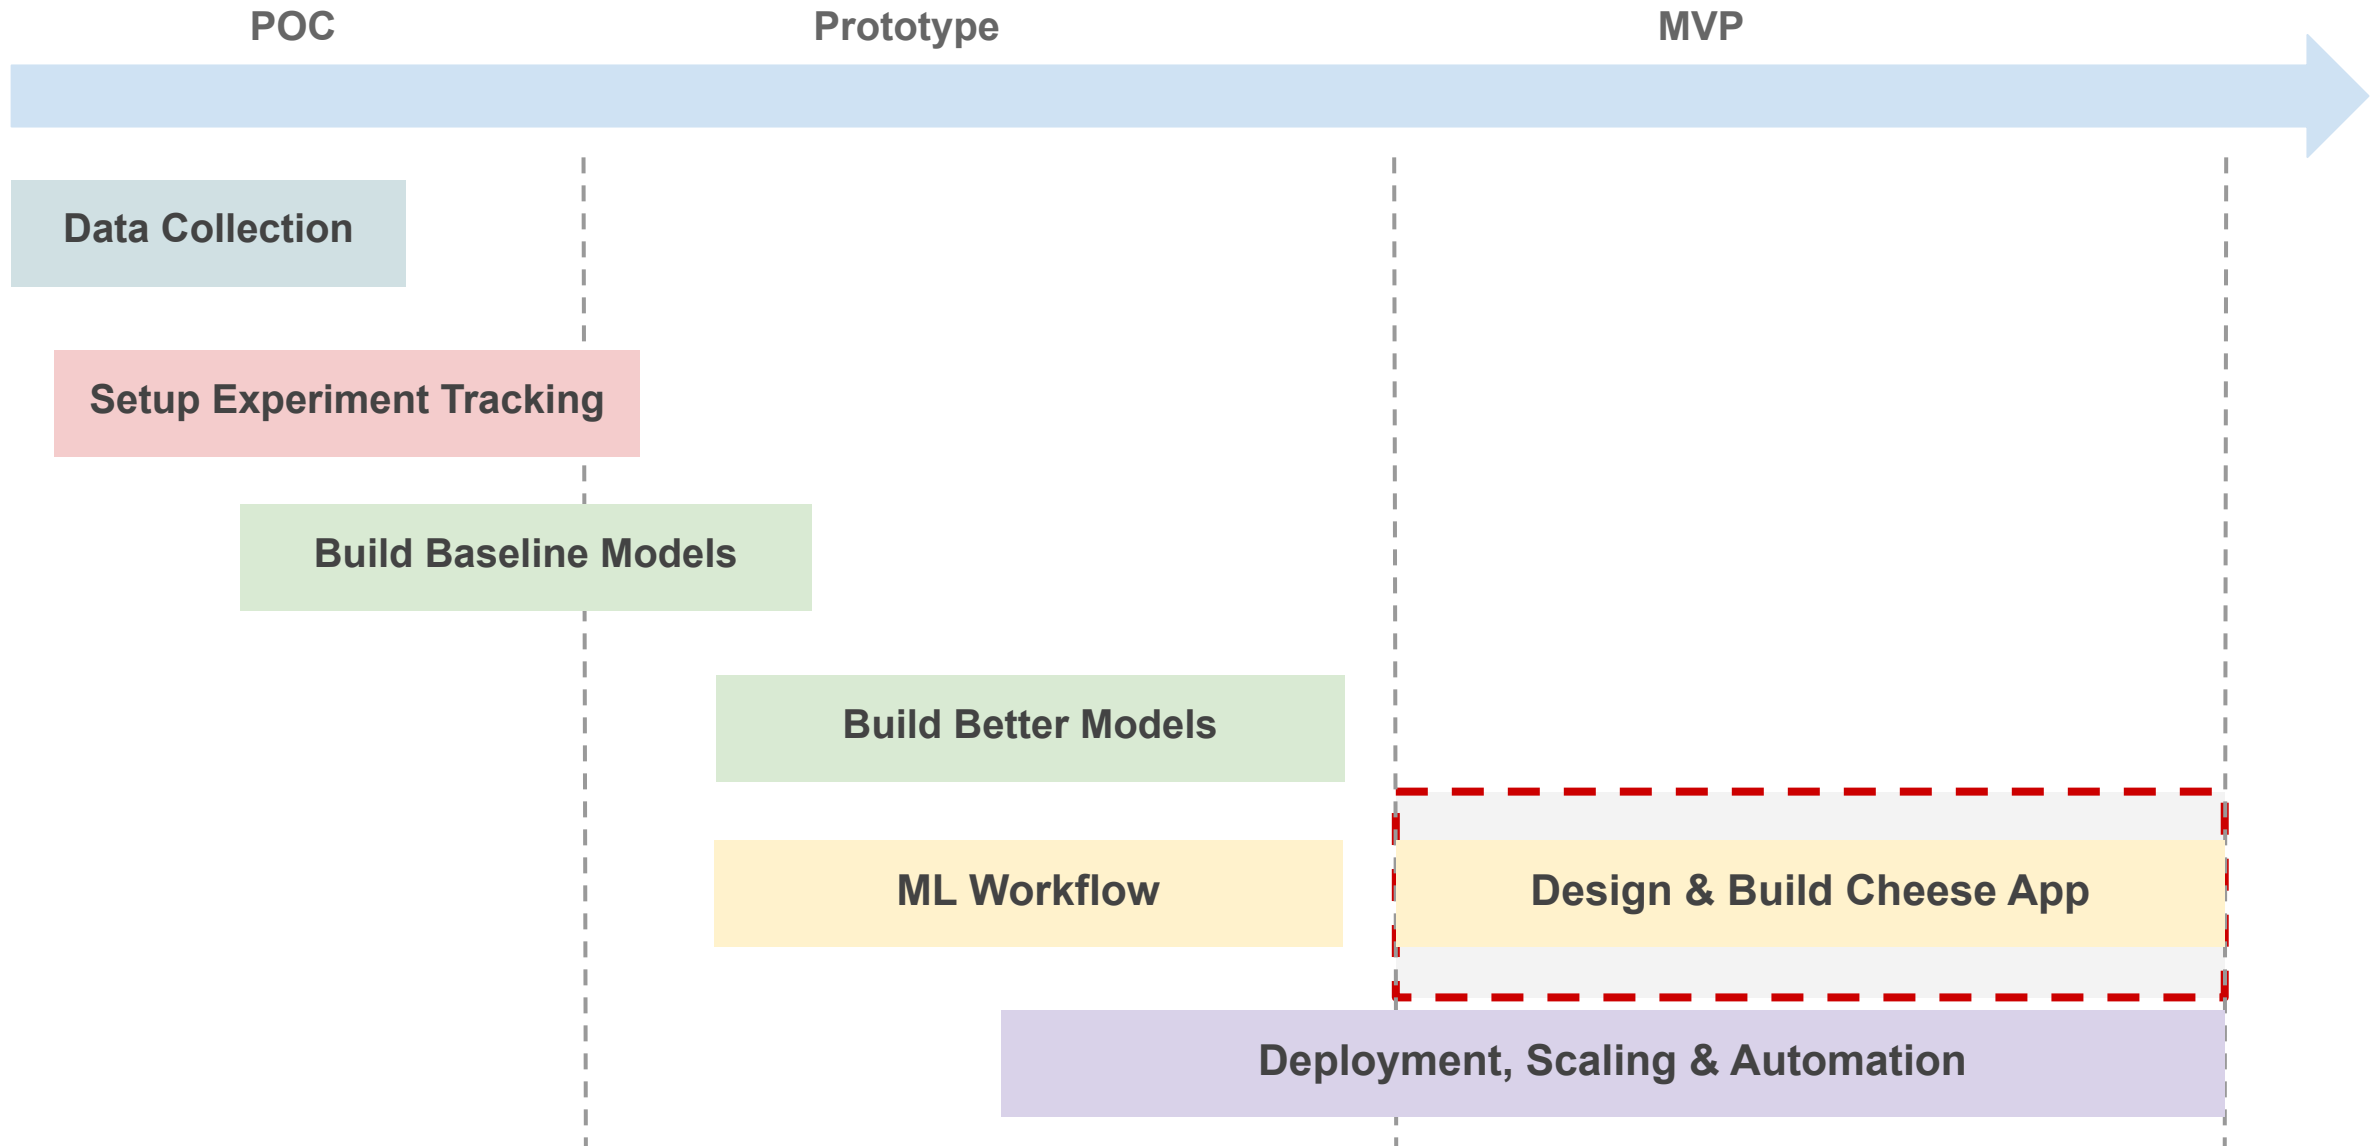 POC
Prototype
MVP
Data Collection
Setup Experiment Tracking
Build Baseline Models
Build Better Models
ML Workflow
Design & Build Cheese App
Deployment, Scaling & Automation